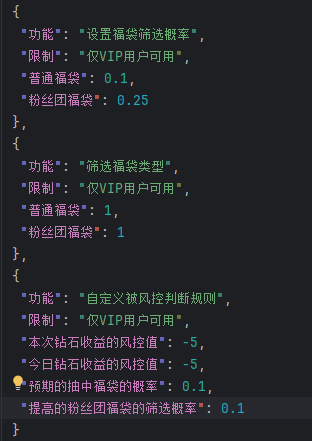 {
"功能": "设置福袋筛选概率",
"限制": "仅VIP用户可用",
"普通福袋": 0.1,
"粉丝团福袋": 0.25
},
{
"功能": "筛选福袋类型",
"限制": "仅VIP用户可用",
"普通福袋": 1,
"粉丝团福袋": 1
},
{
"功能": "自定义被风控判断规则",
"限制": "仅VIP用户可用",
"本次钻石收益的风控值": -5,
"今日钻石收益的风控值": -5,
"预期的抽中福袋的概率": 0.1,
"提高的粉丝团福袋的筛选概率": 0.1
}